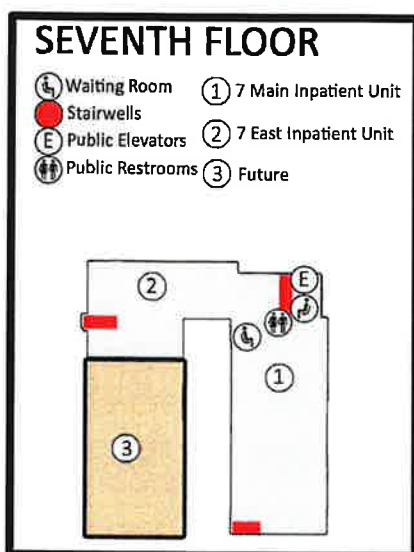 SEVENTH FLOOR
Waiting Room
Stairwells
E Public Elevators
Public Restrooms
1 7 Main Inpatient Unit
2 7 East Inpatient Unit
3 Future
E
2
1
3